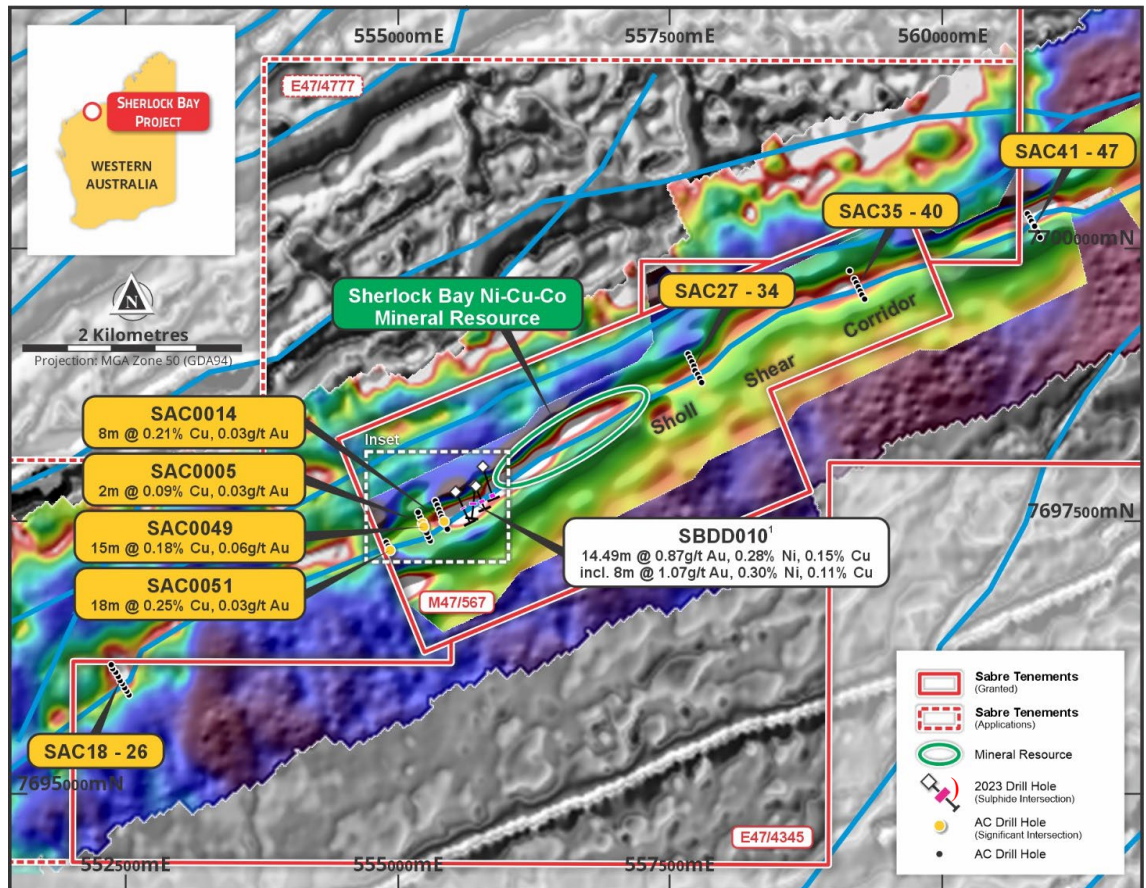 555000mE
557500mE
560000mE
SHERLOCK BAY
PROJECT
WESTERN
AUSTRALIA
E47/4777
SAC41 - 47
SAC35 - 40
7700000mN
N
2 Kilometres
Projection: MGA Zone 50 (GDA94)
Sherlock Bay Ni-Cu-Co
Mineral Resource
SAC27 - 34
Sholl Shear Corridor
SAC0014
8m @ 0.21% Cu, 0.03g/t Au
SAC0005
2m @ 0.09% Cu, 0.03g/t Au
SAC0049
15m @ 0.18% Cu, 0.06g/t Au
SAC0051
18m @ 0.25% Cu, 0.03g/t Au
Inset
7697500mN
SBDD010¹
14.49m @ 0.87g/t Au, 0.28% Ni, 0.15% Cu
incl. 8m @ 1.07g/t Au, 0.30% Ni, 0.11% Cu
M47/567
SAC18 - 26
7695000mN
E47/4345
552500mE
555000mE
557500mE
Sabre Tenements
(Granted)
Sabre Tenements
(Applications)
Mineral Resource
2023 Drill Hole
(Sulphide Intersection)
AC Drill Hole
(Significant Intersection)
AC Drill Hole